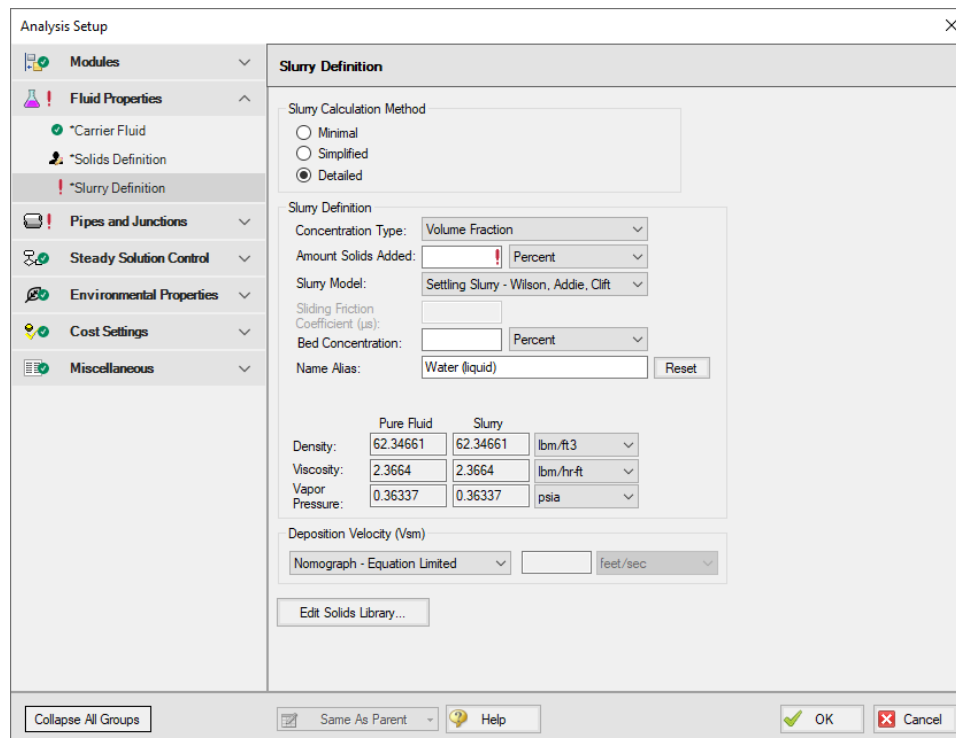 Analysis Setup
Modules
Fluid Properties
*Carrier Fluid
*Solids Definition
*Slurry Definition
Pipes and Junctions
Steady Solution Control
Environmental Properties
Cost Settings
Miscellaneous
Slurry Definition
Slurry Calculation Method
Minimal
Simplified
Detailed
Slurry Definition
Concentration Type: Volume Fraction
Amount Solids Added: ! Percent
Slurry Model: Settling Slurry - Wilson, Addie, Clift
Sliding Friction
Coefficient (μs):
Bed Concentration: Percent
Name Alias: Water (liquid) Reset
Pure Fluid Slurry
Density: 62.34661 62.34661 lbm/ft3
Viscosity: 2.3664 2.3664 lbm/hr-ft
Vapor
Pressure: 0.36337 0.36337 psia
Deposition Velocity (Vsm)
Nomograph - Equation Limited feet/sec
Edit Solids Library...
Collapse All Groups Same As Parent Help OK Cancel